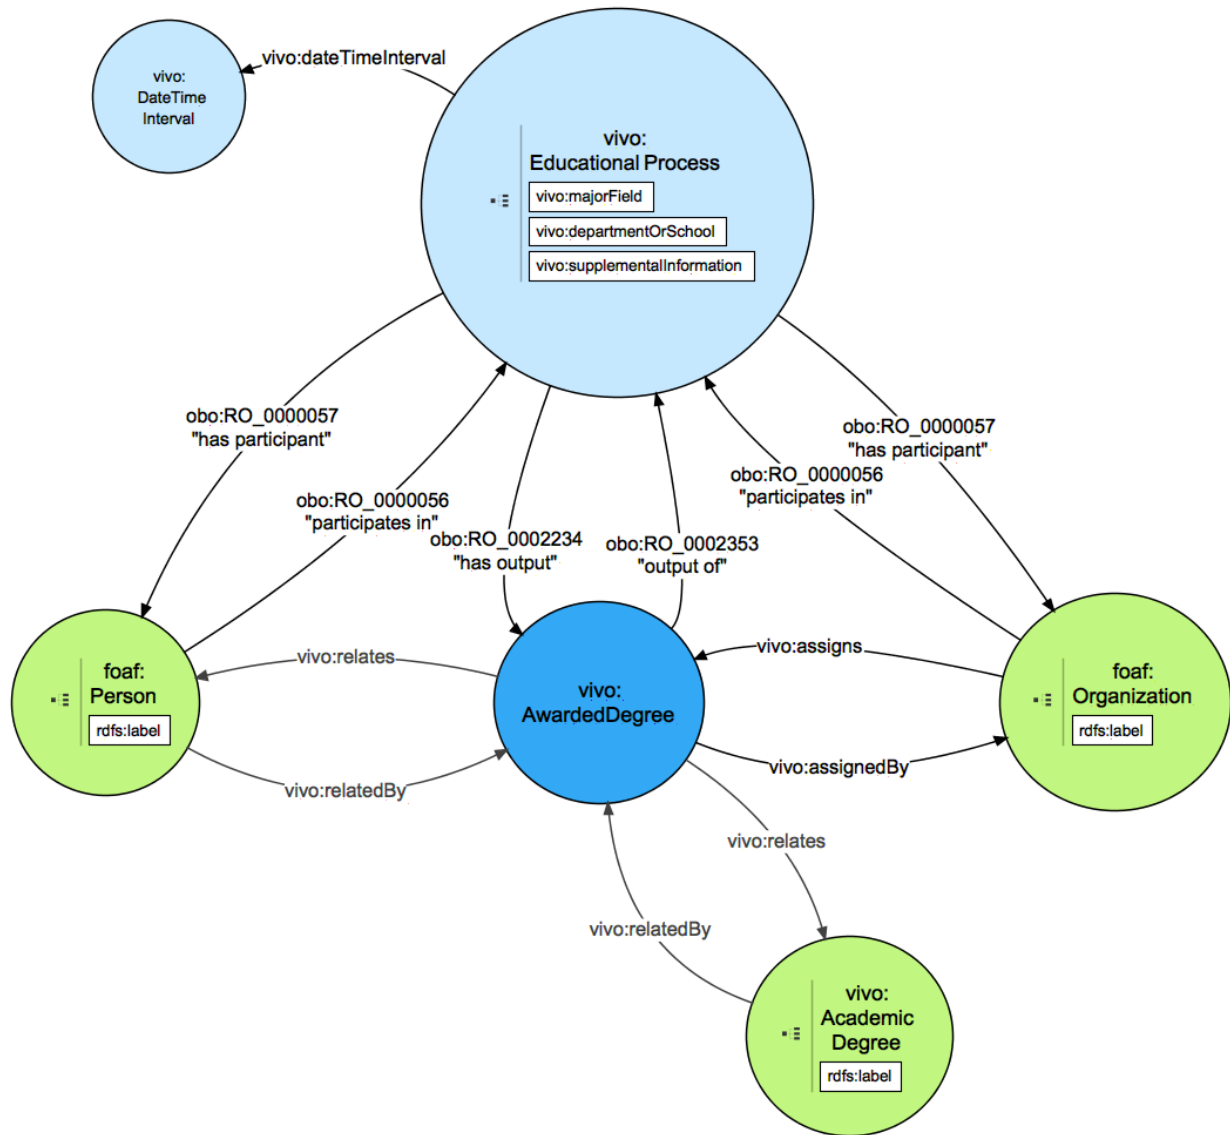 vivo:dateTimeInterval
vivo:
DateTime
Interval
vivo:
Educational Process
vivo:majorField
vivo:departmentOrSchool
vivo:supplementalInformation
obo:RO_0000057
"has participant"
obo:RO_0000056
"participates in"
obo:RO_0002234
"has output"
obo:RO_0002353
"output of"
obo:RO_0000056
"participates in"
obo:RO_0000057
"has participant"
foaf:
Person
rdfs:label
vivo:relates
vivo:relatedBy
vivo:
AwardedDegree
vivo:assigns
vivo:assignedBy
foaf:
Organization
rdfs:label
vivo:relates
vivo:relatedBy
vivo:
Academic
Degree
rdfs:label